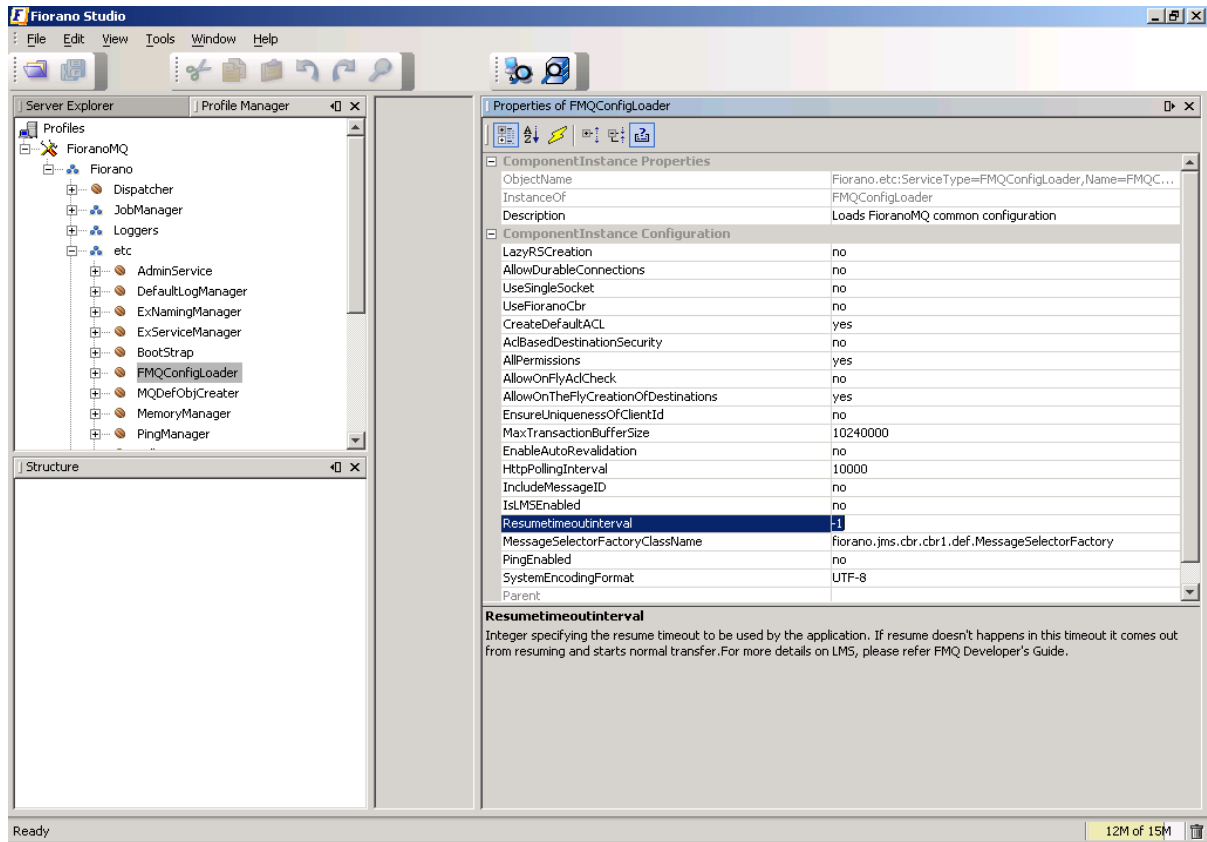 Fiorano Studio
File Edit View Tools Window Help
Server Explorer
Profile Manager
Profiles
FioranoMQ
Fiorano
Dispatcher
JobManager
Loggers
etc
AdminService
DefaultLogManager
ExNamingManager
ExServiceManager
BootStrap
FMQConfigLoader
MQDefObjCreater
MemoryManager
PingManager
Structure
Properties of FMQConfigLoader
ComponentInstance Properties
ObjectName Fiorano.etc:ServiceType=FMQConfigLoader,Name=FMQC...
InstanceOf FMQConfigLoader
Description Loads FioranoMQ common configuration
ComponentInstance Configuration
LazyRSCreation no
AllowDurableConnections no
UseSingleSocket no
UseFioranoCbr no
CreateDefaultACL yes
AclBasedDestinationSecurity no
AllPermissions yes
AllowOnFlyAclCheck no
AllowOnTheFlyCreationOfDestinations yes
EnsureUniquenessOfClientId no
MaxTransactionBufferSize 10240000
EnableAutoRevalidation no
HttpPollingInterval 10000
IncludeMessageID no
IsLMSEnabled no
Resumetimeoutinterval -1
MessageSelectorFactoryClassName fiorano.jms.cbr.cbr1.def.MessageSelectorFactory
PingEnabled no
SystemEncodingFormat UTF-8
Parent
Resumetimeoutinterval
Integer specifying the resume timeout to be used by the application. If resume doesn't happens in this timeout it comes out
from resuming and starts normal transfer.For more details on LMS, please refer FMQ Developer's Guide.
Ready
12M of 15M